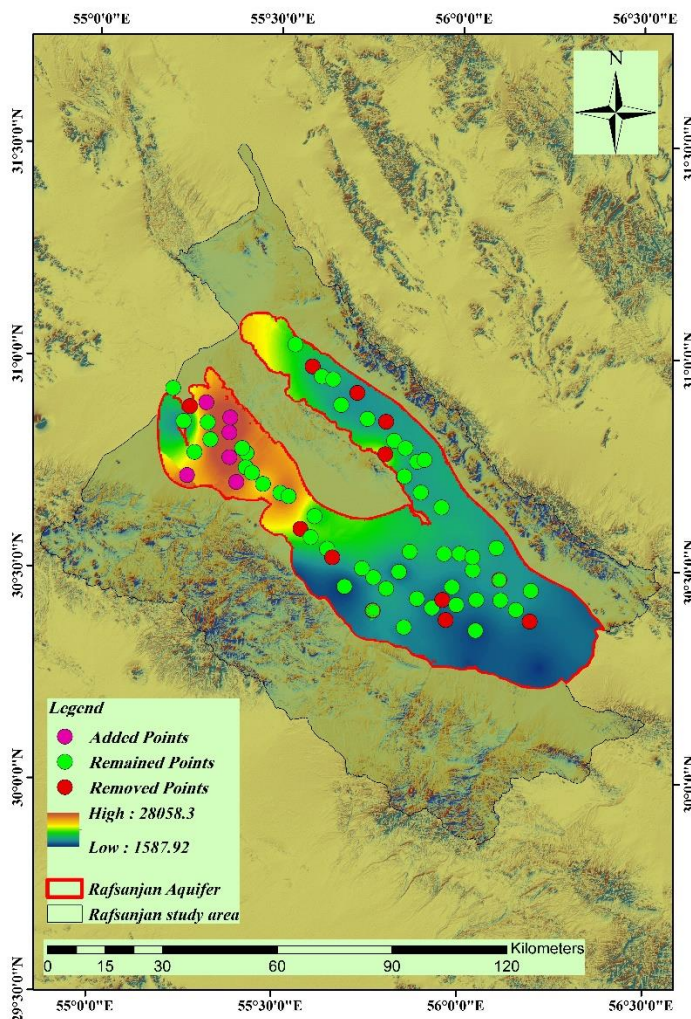 55°0'0"E 55°30'0"E 56°0'0"E 56°30'0"E
N
31°30'0"N
31°0'0"N
30°30'0"N
30°0'0"N
29°30'0"N
Legend
Added Points
Remained Points
Removed Points
High : 28058.3
Low : 1587.92
Rafsanjan Aquifer
Rafsanjan study area
Kilometers
0 15 30 60 90 120
55°0'0"E 55°30'0"E 56°0'0"E 56°30'0"E